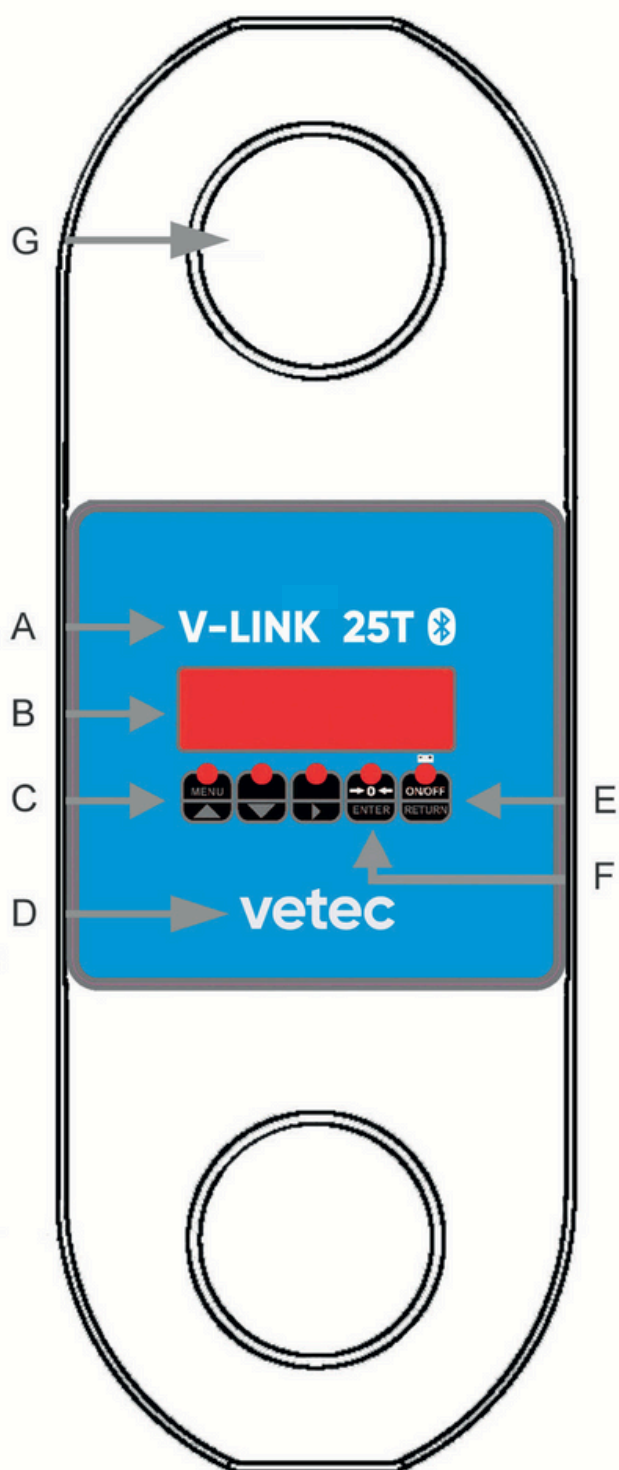 G
A V-LINK 25T
B
C MENU →0← ENTER ON/OFF RETURN E
F
D vetec